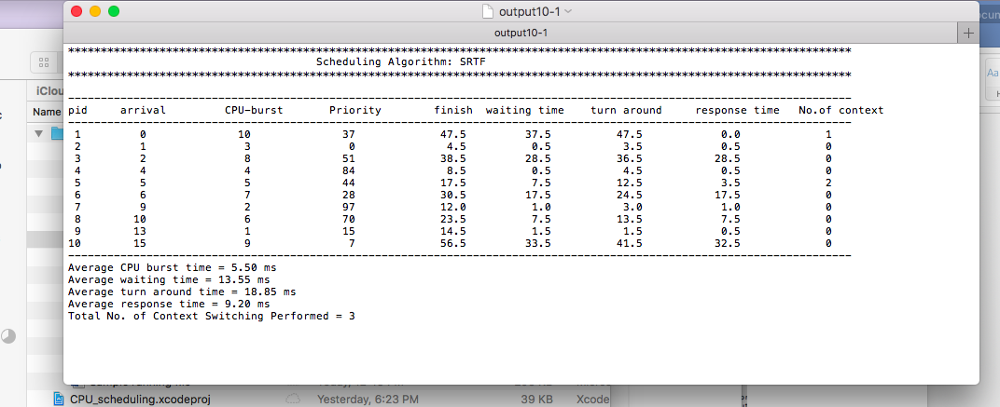 output10-1
ocun
output10-1
+
********************************************************************************************************************
Scheduling Algorithm: SRTF
********************************************************************************************************************
Aa
iClou
------------------------------------------------------------------------------------------------------------------------
Name
pid arrival CPU-burst Priority finish waiting time turn around response time No.of context
------------------------------------------------------------------------------------------------------------------------
1 0 10 37 47.5 37.5 47.5 0.0 1
2 1 3 0 4.5 0.5 3.5 0.5 0
3 2 8 51 38.5 28.5 36.5 28.5 0
4 4 4 84 8.5 0.5 4.5 0.5 0
5 5 5 44 17.5 7.5 12.5 3.5 2
6 6 7 28 30.5 17.5 24.5 17.5 0
7 9 2 97 12.0 1.0 3.0 1.0 0
8 10 6 70 23.5 7.5 13.5 7.5 0
9 13 1 15 14.5 1.5 1.5 0.5 0
10 15 9 7 56.5 33.5 41.5 32.5 0
------------------------------------------------------------------------------------------------------------------------
Average CPU burst time = 5.50 ms
Average waiting time = 13.55 ms
Average turn around time = 18.85 ms
Average response time = 9.20 ms
Total No. of Context Switching Performed = 3
CPU_scheduling.xcodeproj Yesterday, 6:23 PM 39 KB Xcode